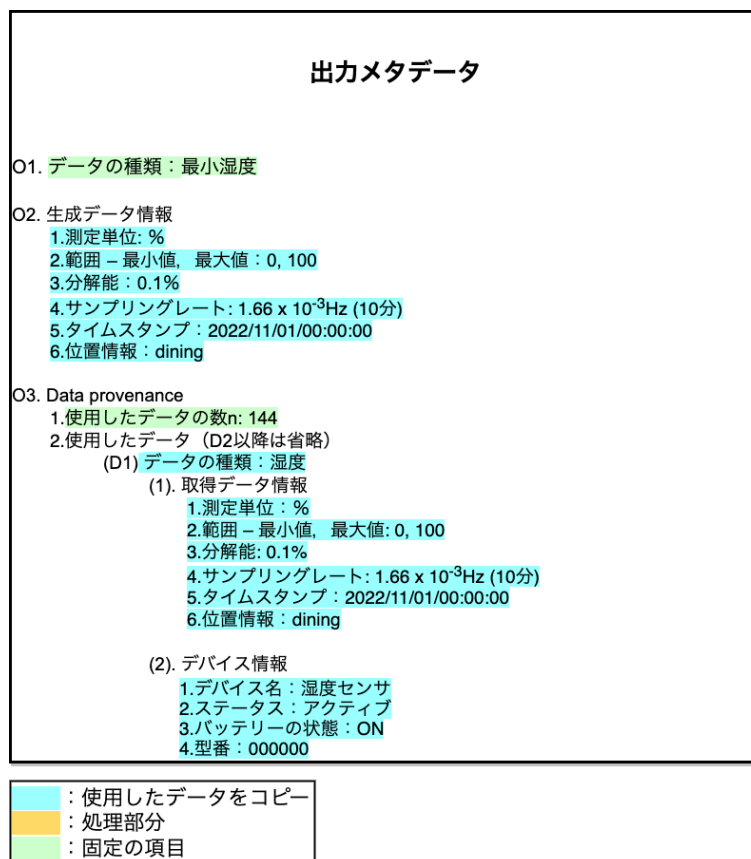 出力メタデータ
O1. データの種類：最小湿度
O2. 生成データ情報
1.測定単位: %
2.範囲 – 最小値，最大値：0, 100
3.分解能：0.1%
4.サンプリングレート: 1.66 x 10⁻³Hz (10分)
5.タイムスタンプ：2022/11/01/00:00:00
6.位置情報：dining
O3. Data provenance
1.使用したデータの数n: 144
2.使用したデータ（D2以降は省略）
(D1) データの種類：湿度
(1). 取得データ情報
1.測定単位：%
2.範囲 – 最小値，最大値: 0, 100
3.分解能: 0.1%
4.サンプリングレート: 1.66 x 10⁻³Hz (10分)
5.タイムスタンプ：2022/11/01/00:00:00
6.位置情報：dining
(2). デバイス情報
1.デバイス名：湿度センサ
2.ステータス：アクティブ
3.バッテリーの状態：ON
4.型番：000000
：使用したデータをコピー
：処理部分
：固定の項目